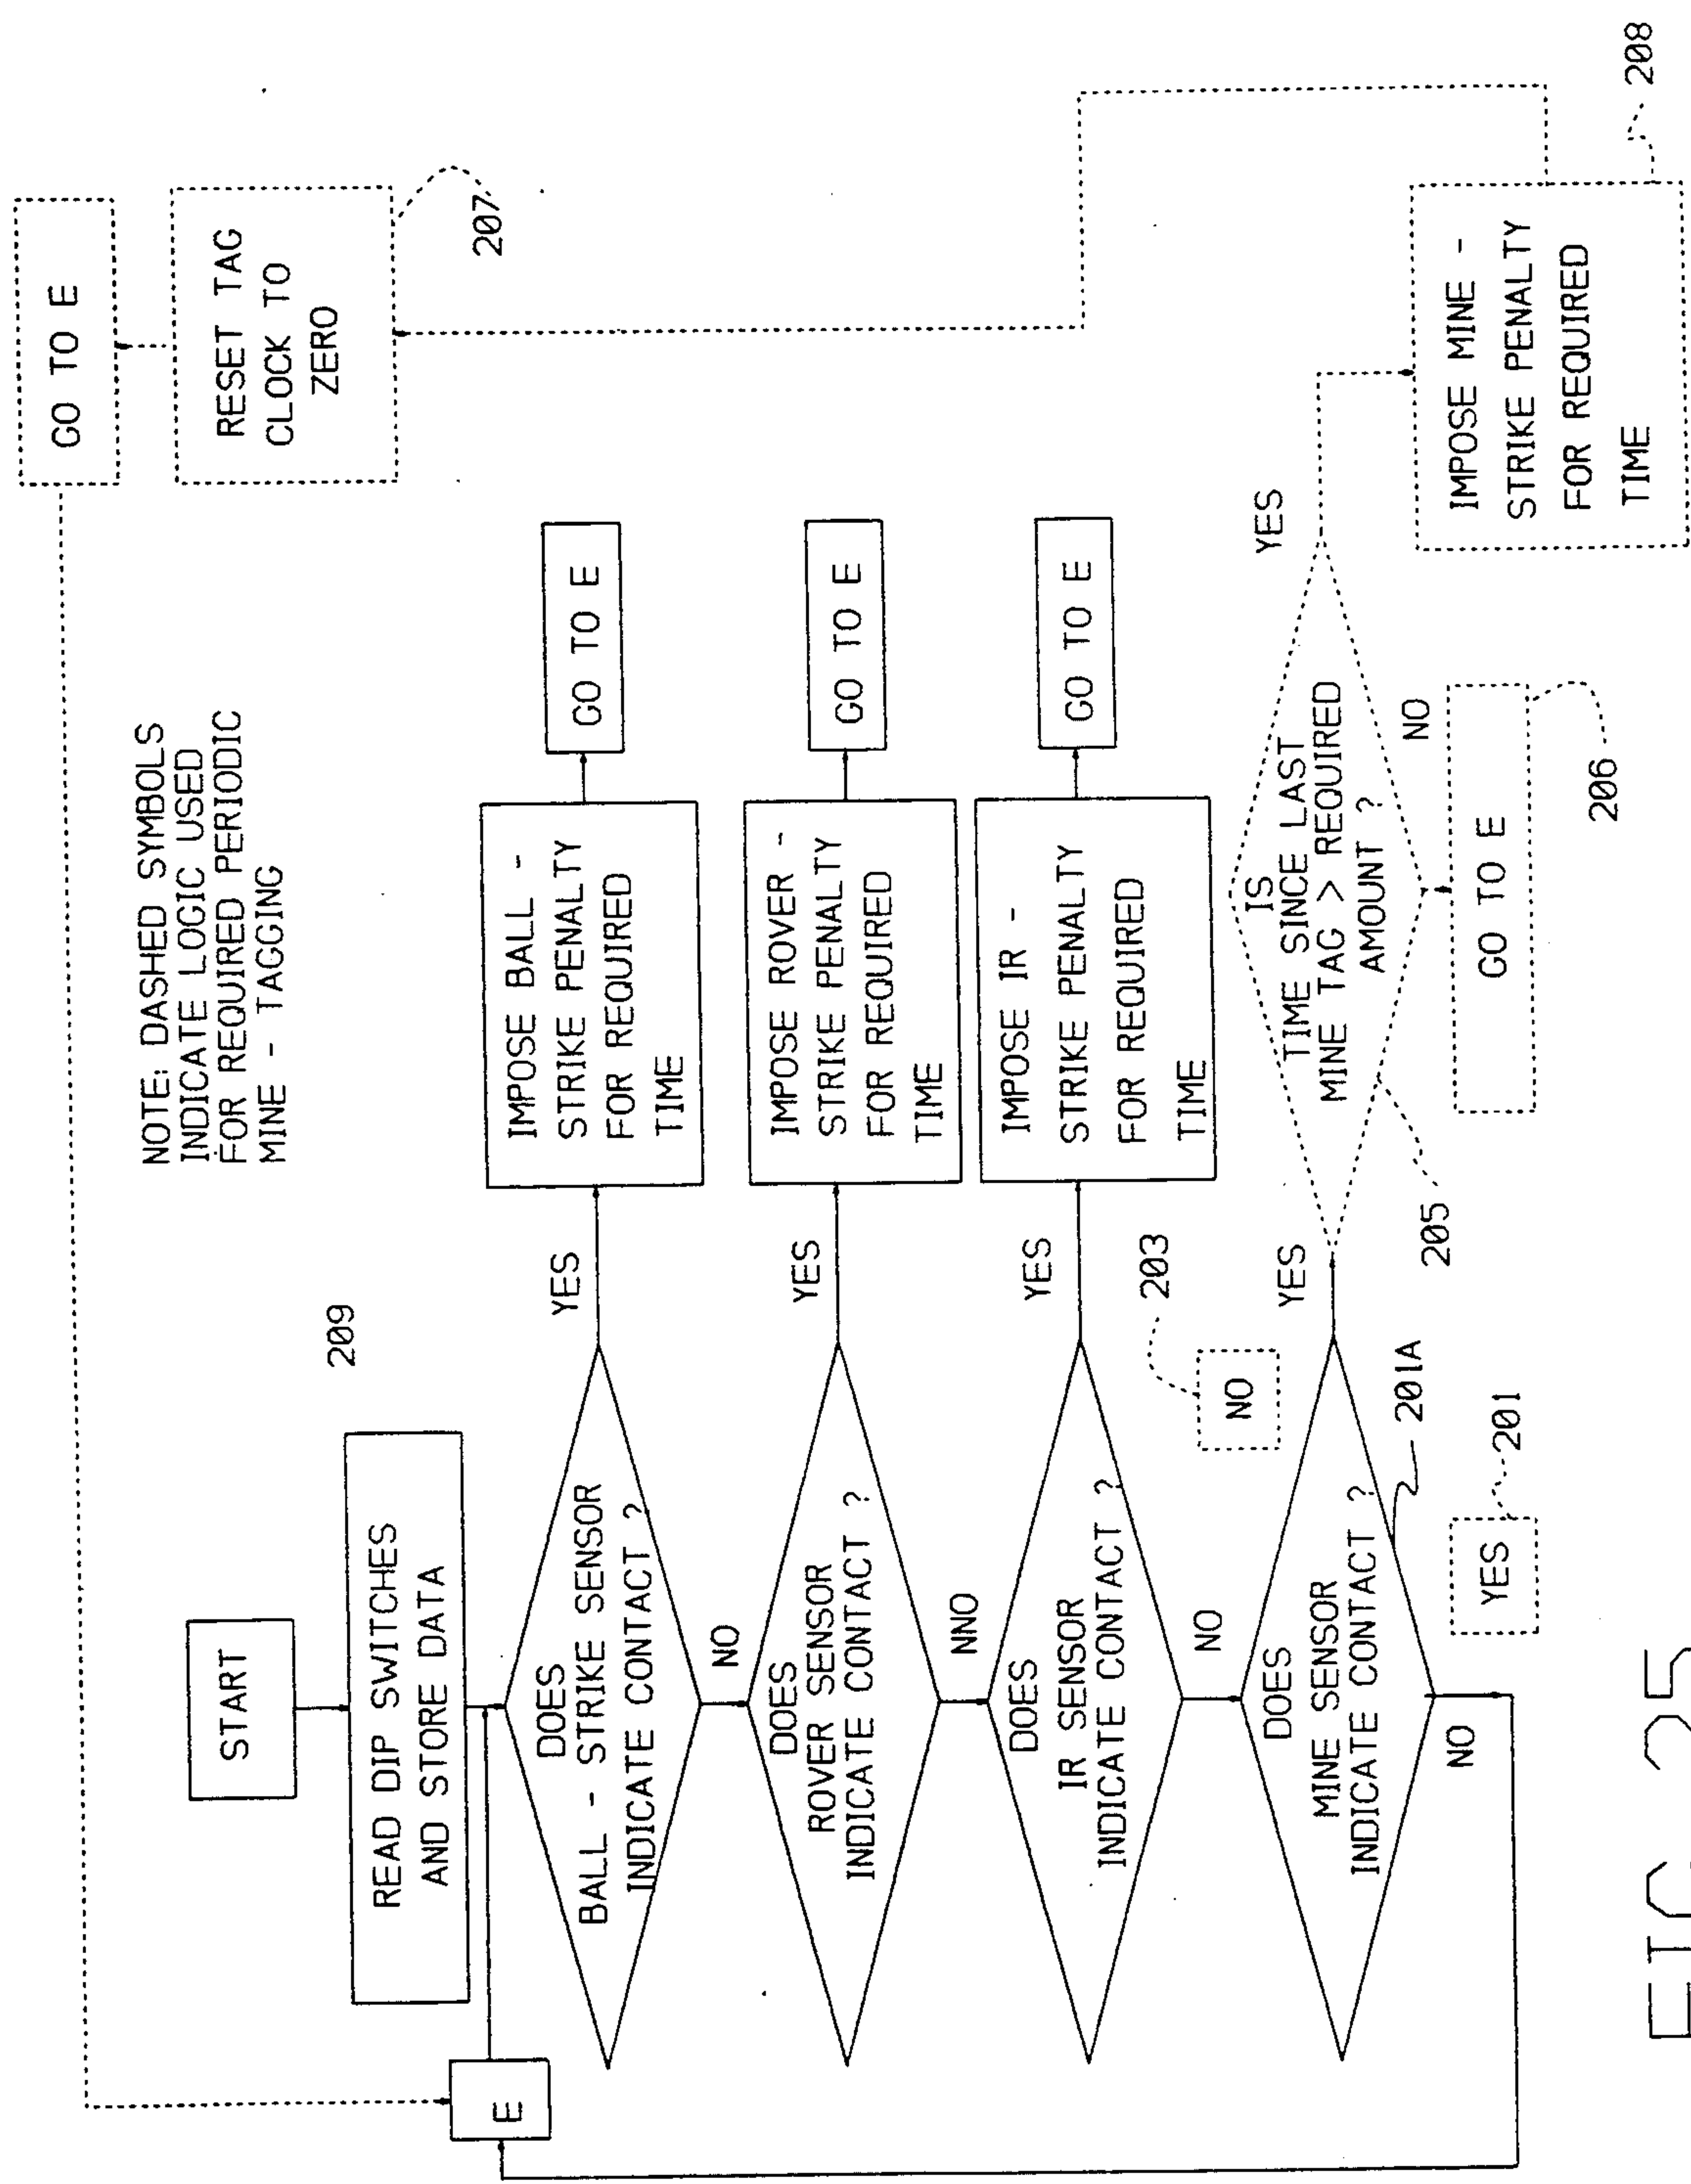 GO TO E
RESET TAG
CLOCK TO
ZERO
207
NOTE: DASHED SYMBOLS
INDICATE LOGIC USED
FOR REQUIRED PERIODIC
MINE - TAGGING
START
209
READ DIP SWITCHES
AND STORE DATA
E
DOES
BALL - STRIKE SENSOR
INDICATE CONTACT ?
YES
IMPOSE BALL -
STRIKE PENALTY
FOR REQUIRED
TIME
GO TO E
NO
DOES
ROVER SENSOR
INDICATE CONTACT ?
YES
IMPOSE ROVER -
STRIKE PENALTY
FOR REQUIRED
TIME
GO TO E
NNO
DOES
IR SENSOR
INDICATE CONTACT ?
YES
IMPOSE IR -
STRIKE PENALTY
FOR REQUIRED
TIME
GO TO E
NO
203
NO
DOES
MINE SENSOR
INDICATE CONTACT ?
YES
201A
IS
TIME SINCE LAST
MINE TAG > REQUIRED
AMOUNT ?
YES
205
NO
NO
YES
201
GO TO E
206
IMPOSE MINE -
STRIKE PENALTY
FOR REQUIRED
TIME
208
FIG 25